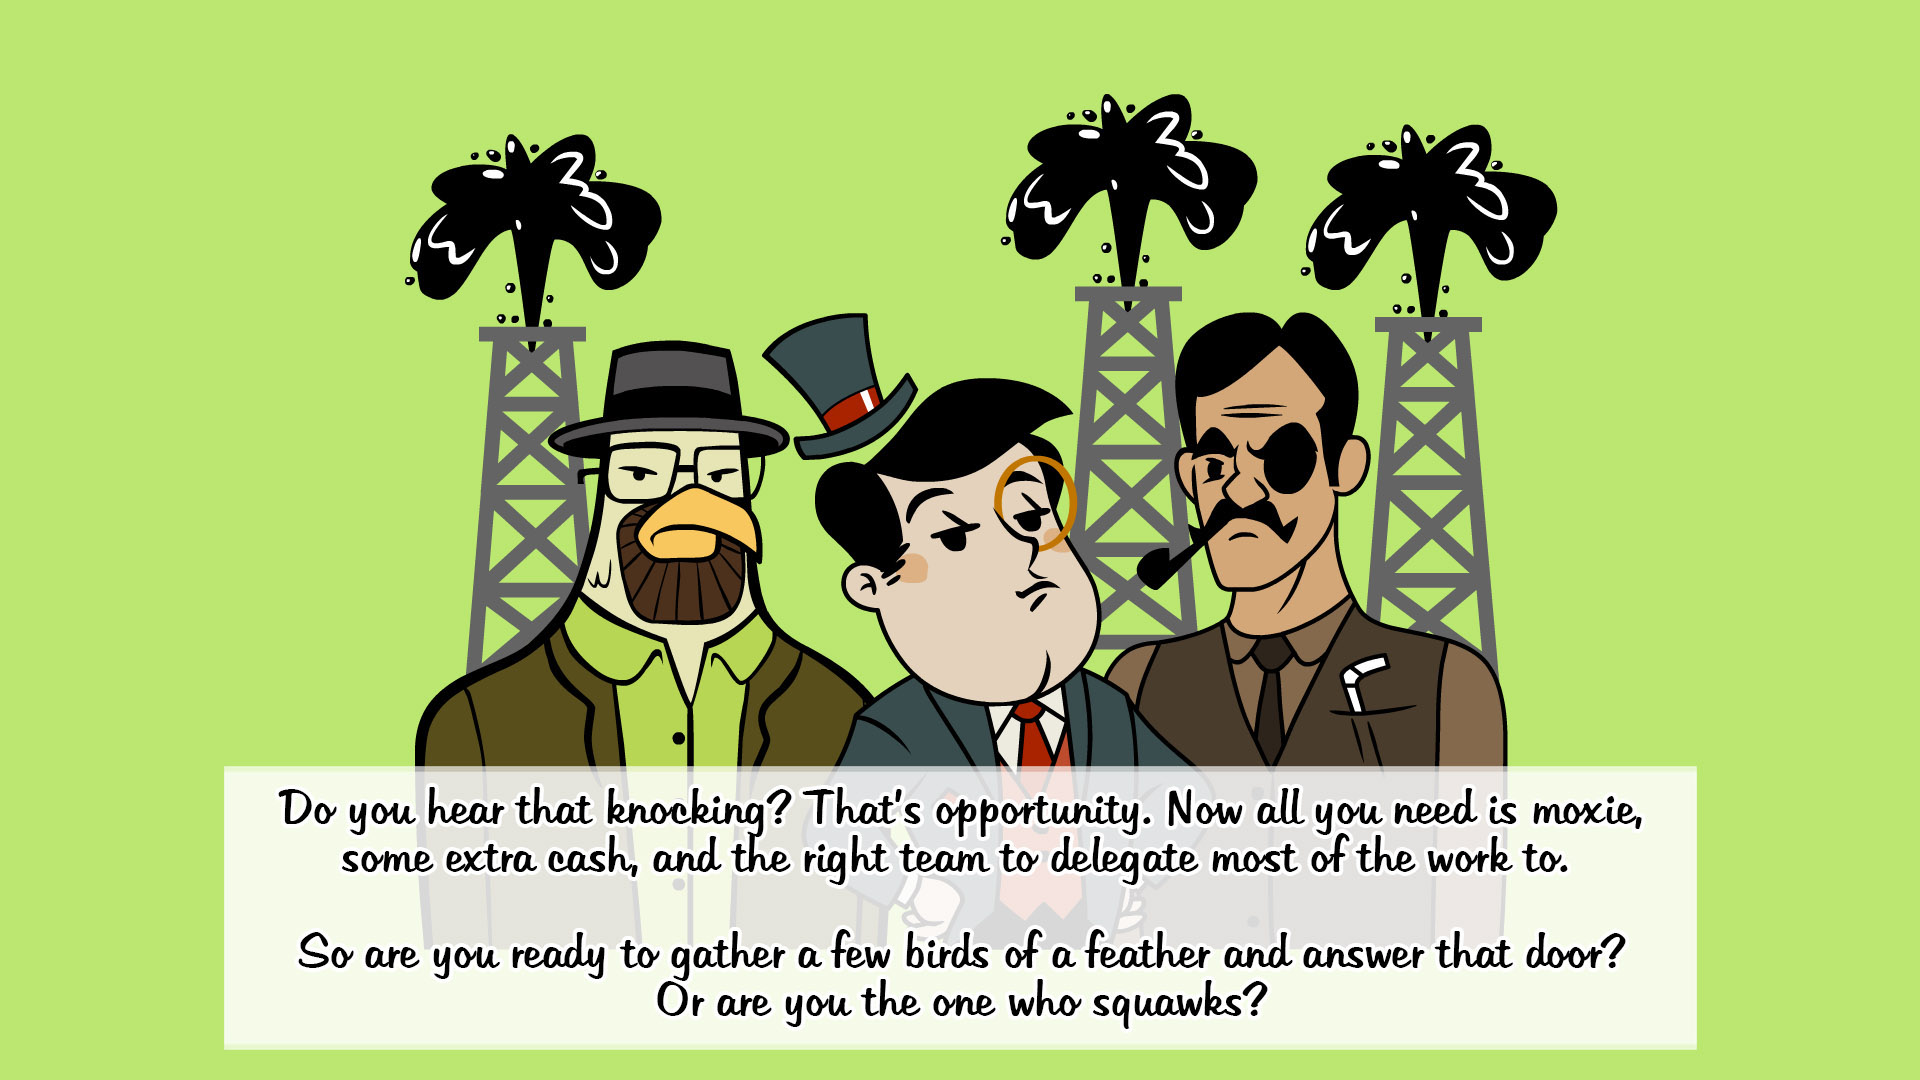 Do you hear that knocking? That's opportunity. Now all you need is moxie,
some extra cash, and the right team to delegate most of the work to.
So are you ready to gather a few birds of a feather and answer that door?
Or are you the one who squawks?